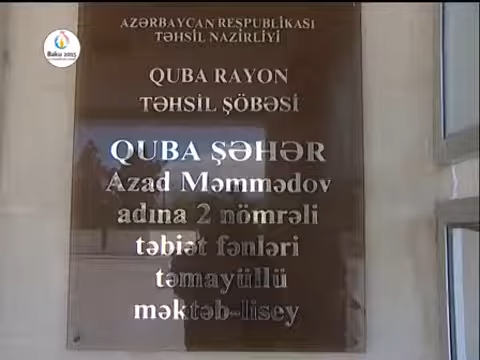 AZƏRBAYCAN RESPUBLİKASI
TƏHSİL NAZİRLİYİ
QUBA RAYON
TƏHSİL ŞÖBƏSİ
QUBA ŞƏHƏR
Azad Məmmədov
adına 2 nömrəli
təbiət fənləri
təmayüllü
məktəb-lisey
Baku 2015